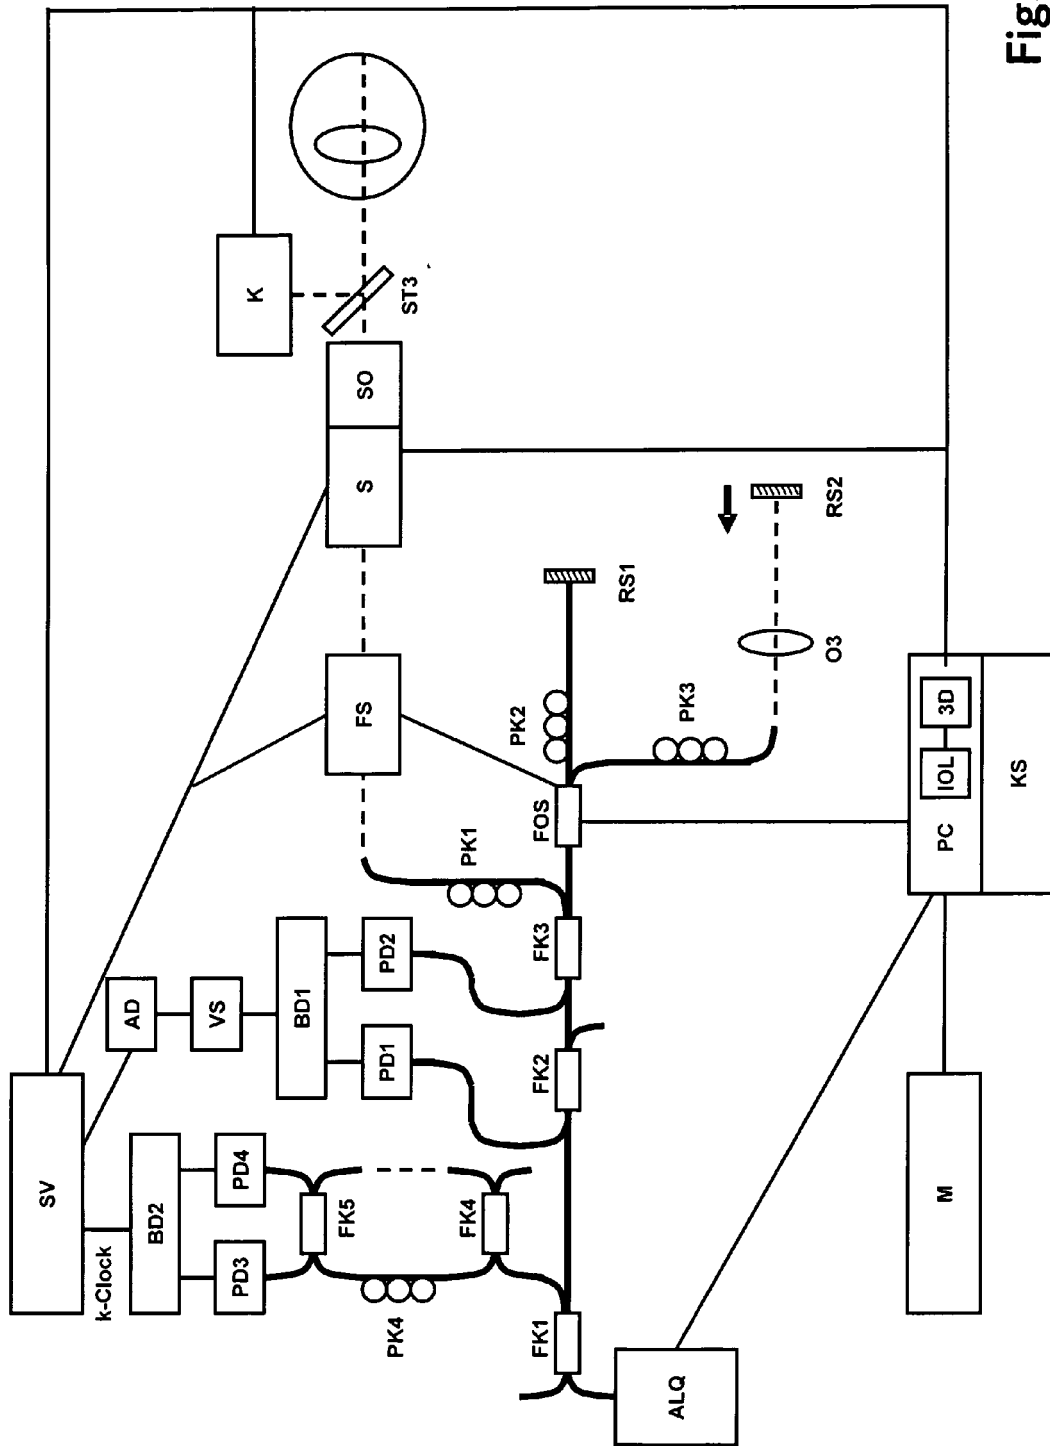 SV
k-Clock
BD2
PD3
PD4
AD
VS
BD1
PD1
PD2
FK5
FK4
PK4
FK1
ALQ
FK2
FK3
PK1
FOS
PK2
RS1
PK3
O3
RS2
FS
S
SO
K
ST3
M
PC
IOL
3D
KS
Fig